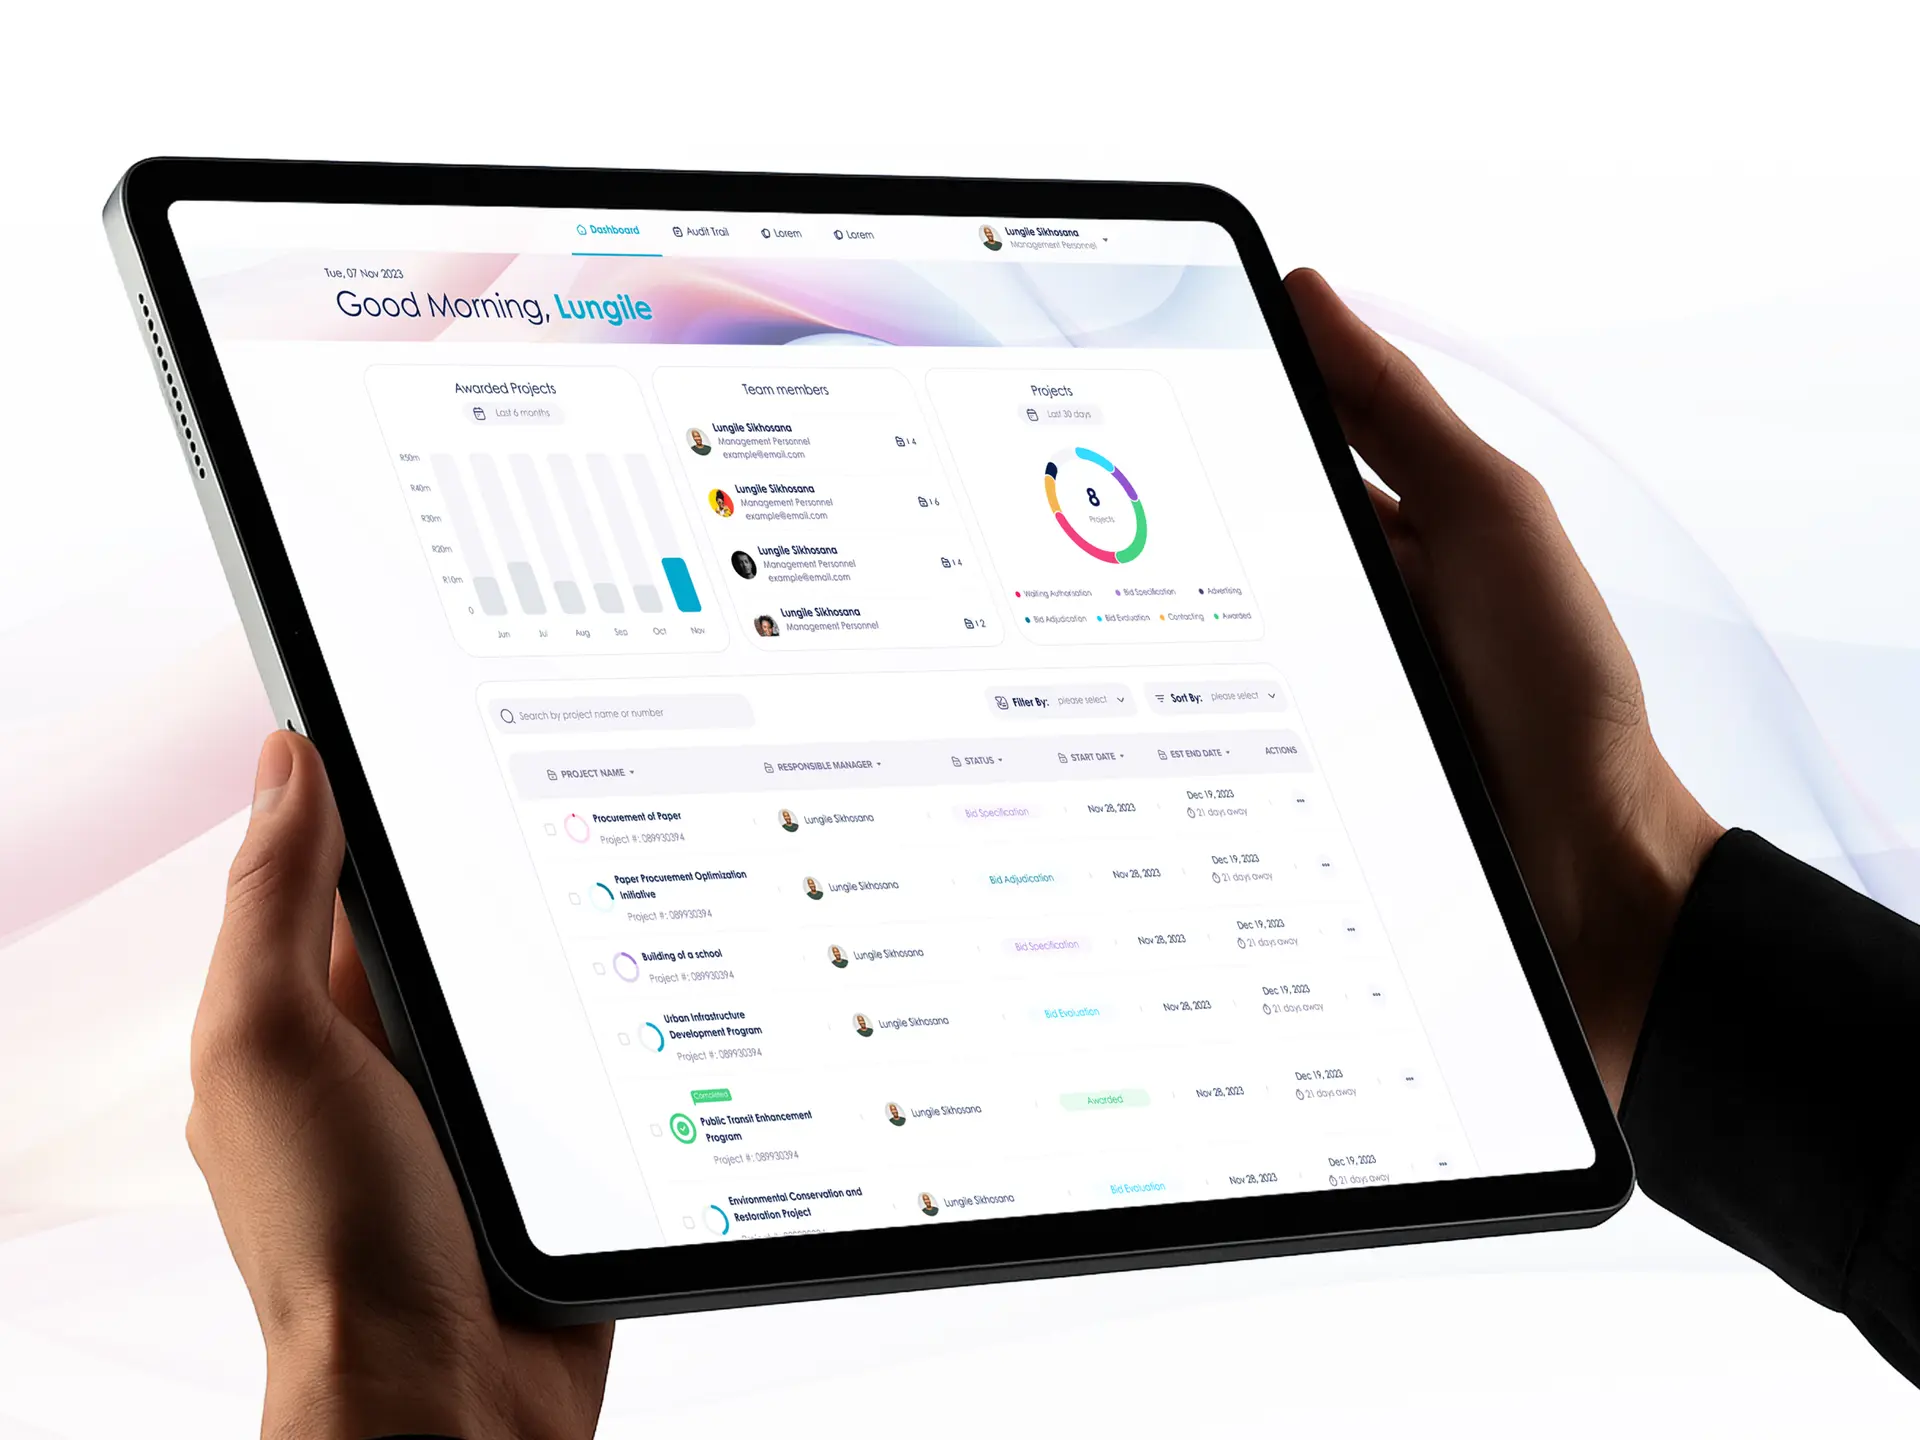 Dashboard
Audit Trail
Lorem
Lorem
Lungile Sikhosana
Management Personnel
Tue, 07 Nov 2023
Good Morning, Lungile
Awarded Projects
Last 6 months
R50m
R40m
R30m
R20m
R10m
0
Jun Jul Aug Sep Oct Nov
Team members
Lungile Sikhosana
Management Personnel
example@email.com
4
Lungile Sikhosana
Management Personnel
example@email.com
6
Lungile Sikhosana
Management Personnel
example@email.com
4
Lungile Sikhosana
Management Personnel
2
Projects
Last 30 days
8
Projects
Waiting Authorisation Bid Specification Advertising
Bid Adjudication Bid Evaluation Contacting Awarded
Search by project name or number
Filter By: please select
Sort By: please select
PROJECT NAME RESPONSIBLE MANAGER STATUS START DATE EST END DATE ACTIONS
Procurement of Paper
Project #: 089930394
Lungile Sikhosana
Bid Specification
Nov 28, 2023
Dec 19, 2023
21 days away
Paper Procurement Optimization
Initiative
Project #: 089930394
Lungile Sikhosana
Bid Adjudication
Nov 28, 2023
Dec 19, 2023
21 days away
Building of a school
Project #: 089930394
Lungile Sikhosana
Bid Specification
Nov 28, 2023
Dec 19, 2023
21 days away
Urban Infrastructure
Development Program
Project #: 089930394
Lungile Sikhosana
Bid Evaluation
Nov 28, 2023
Dec 19, 2023
21 days away
Completed
Public Transit Enhancement
Program
Project #: 089930394
Lungile Sikhosana
Awarded
Nov 28, 2023
Dec 19, 2023
21 days away
Environmental Conservation and
Restoration Project
Lungile Sikhosana
Bid Evaluation
Nov 28, 2023
Dec 19, 2023
21 days away